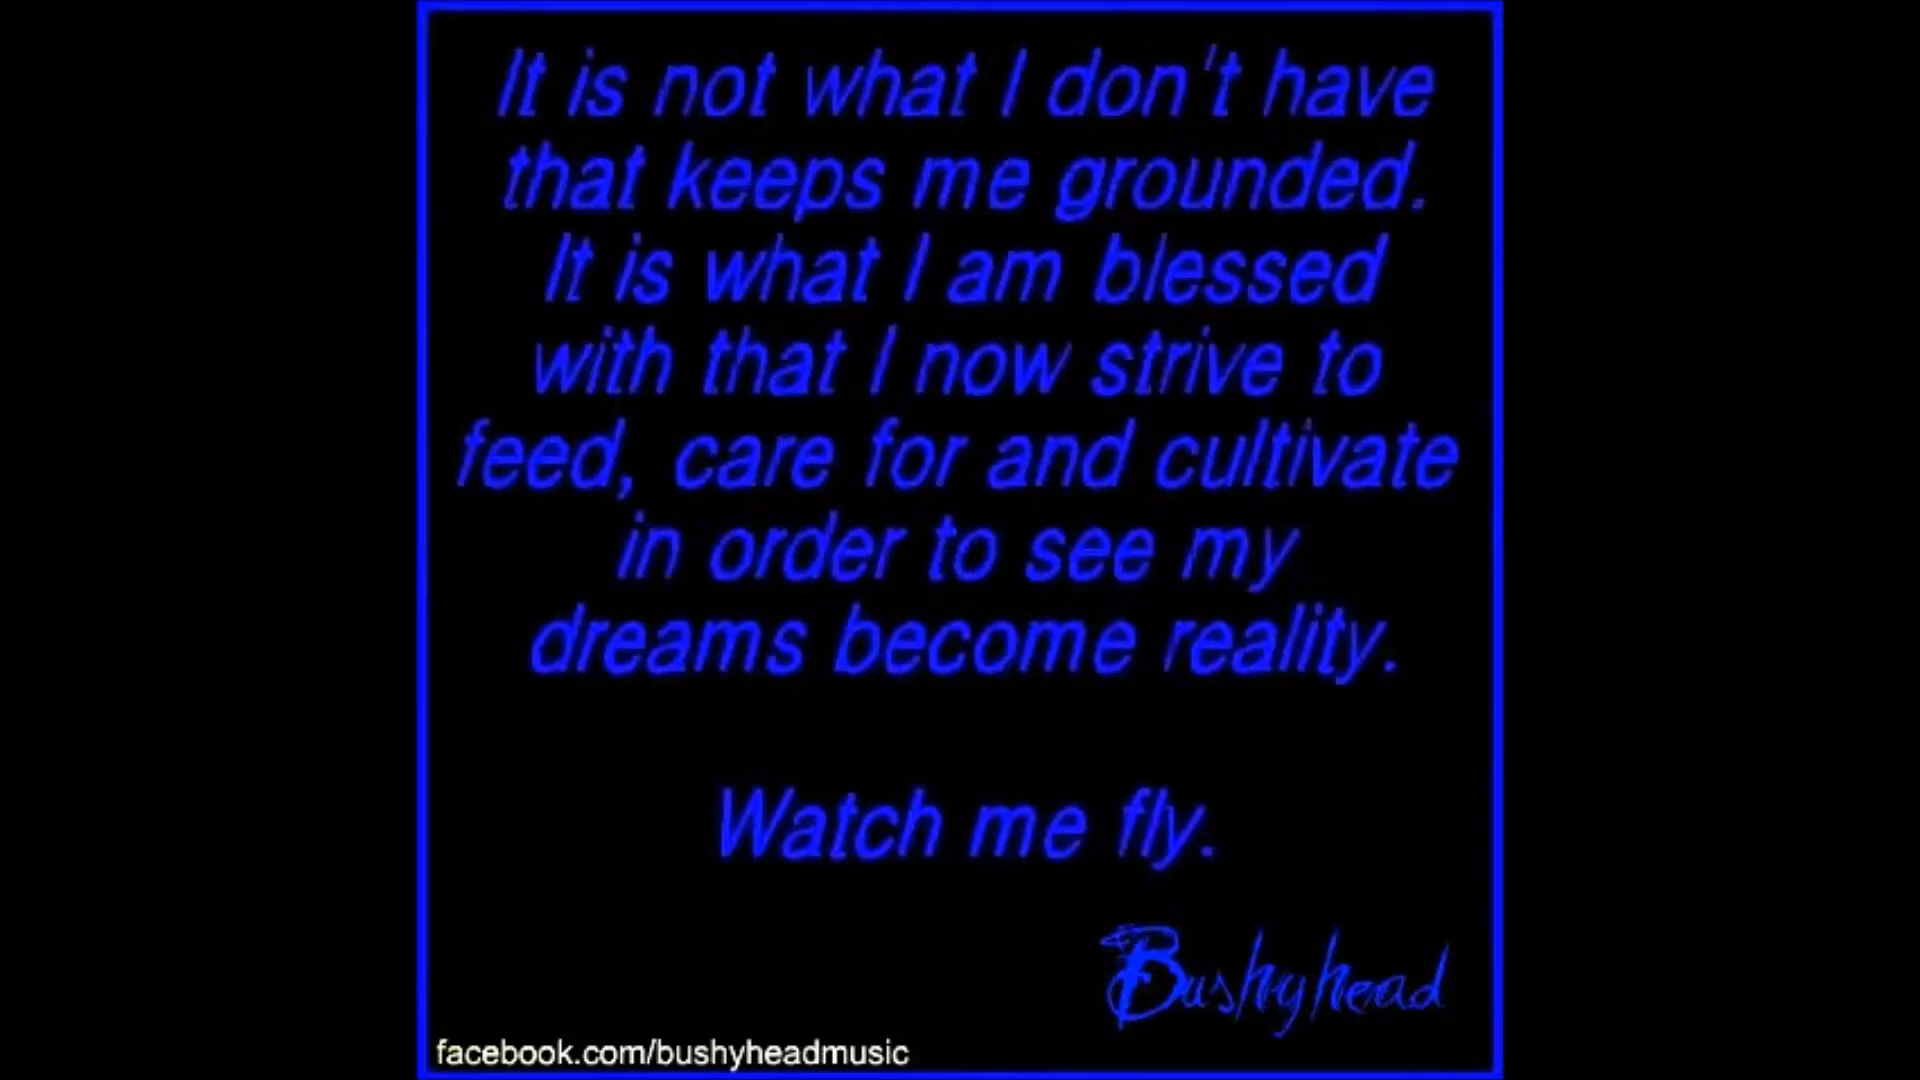 It is not what I don't have
that keeps me grounded.
It is what I am blessed
with that I now strive to
feed, care for and cultivate
in order to see my
dreams become reality.
Watch me fly.
Bushyhead
facebook.com/bushyheadmusic